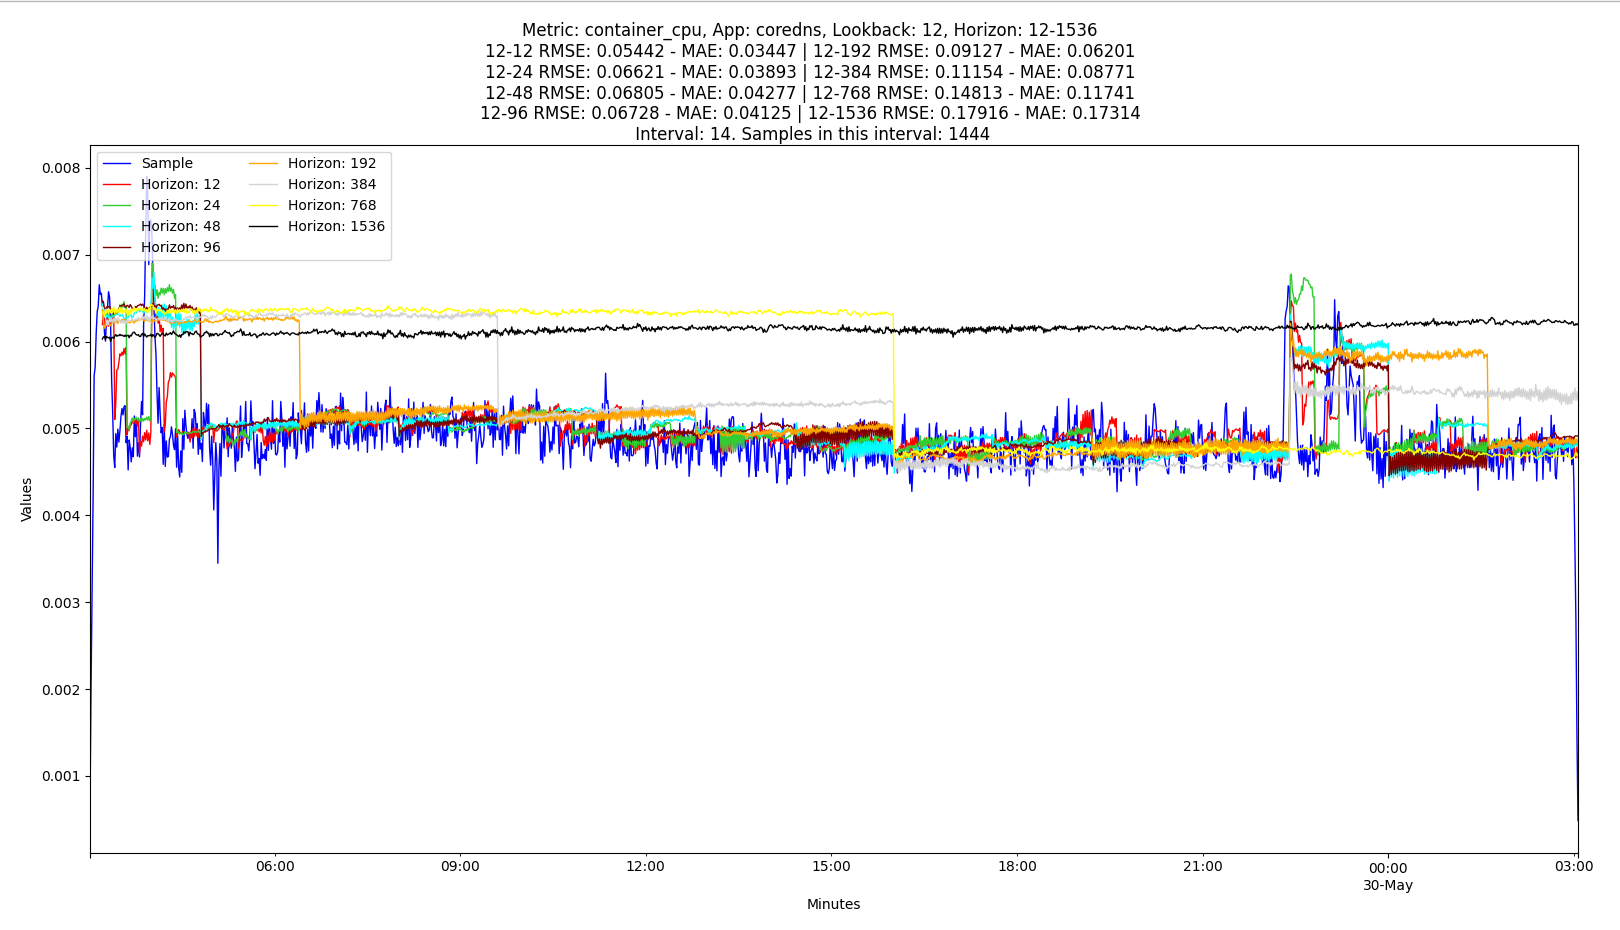 Metric: container_cpu, App: coredns, Lookback: 12, Horizon: 12-1536
12-12 RMSE: 0.05442 - MAE: 0.03447 | 12-192 RMSE: 0.09127 - MAE: 0.06201
12-24 RMSE: 0.06621 - MAE: 0.03893 | 12-384 RMSE: 0.11154 - MAE: 0.08771
12-48 RMSE: 0.06805 - MAE: 0.04277 | 12-768 RMSE: 0.14813 - MAE: 0.11741
12-96 RMSE: 0.06728 - MAE: 0.04125 | 12-1536 RMSE: 0.17916 - MAE: 0.17314
Interval: 14. Samples in this interval: 1444
Sample
Horizon: 12
Horizon: 24
Horizon: 48
Horizon: 96
Horizon: 192
Horizon: 384
Horizon: 768
Horizon: 1536
0.008
0.007
0.006
0.005
0.004
0.003
0.002
0.001
Values
06:00 09:00 12:00 15:00 18:00 21:00 00:00 03:00
30-May
Minutes